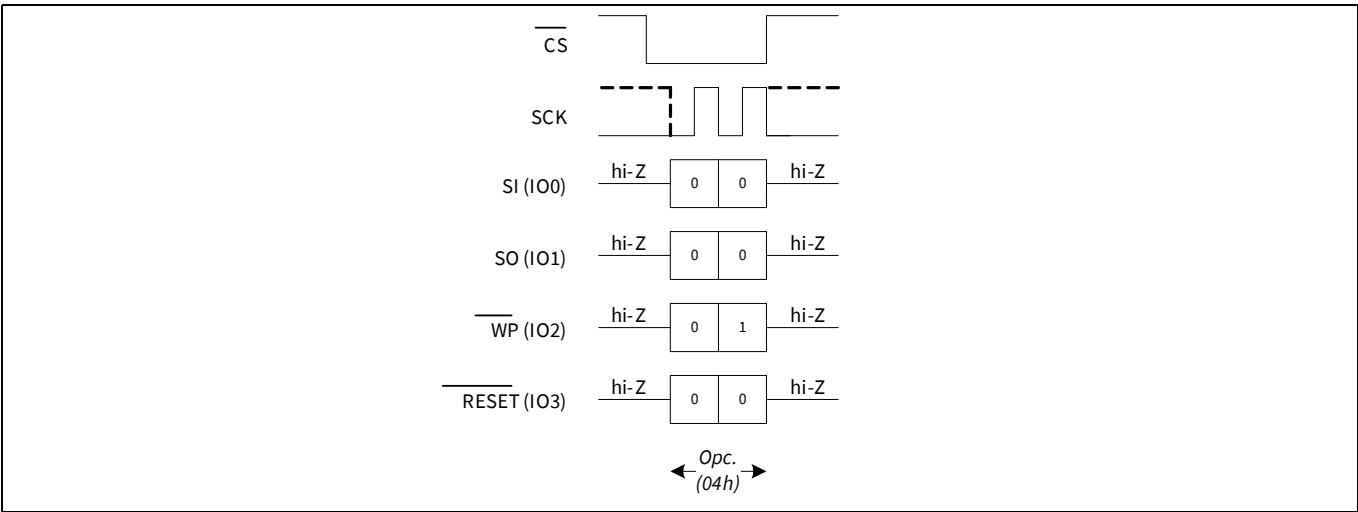 CS
SCK
SI (IO0) hi-Z 0 0 hi-Z
SO (IO1) hi-Z 0 0 hi-Z
WP (IO2) hi-Z 0 1 hi-Z
RESET (IO3) hi-Z 0 0 hi-Z
Opc.
(04h)